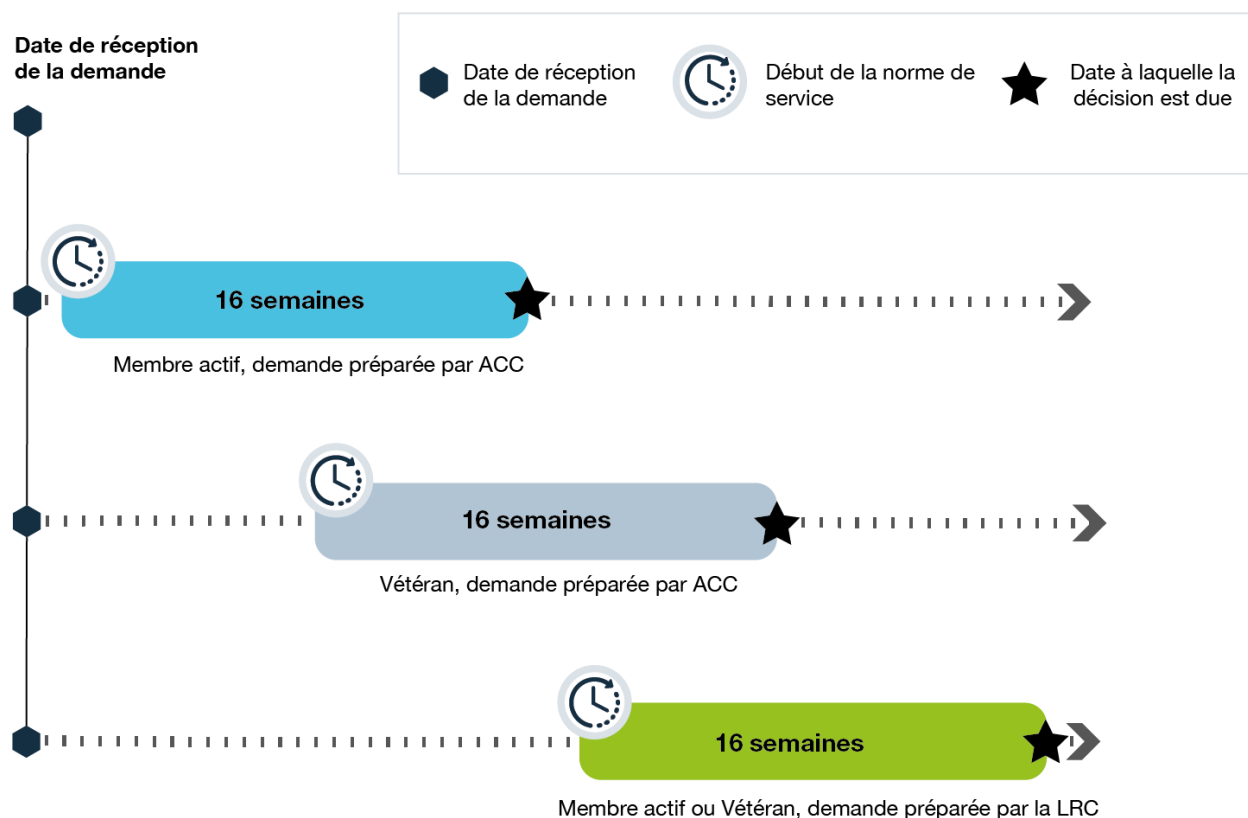 Date de réception
de la demande
Date de réception
de la demande
Début de la norme de
service
Date à laquelle la
décision est due
16 semaines
Membre actif, demande préparée par ACC
16 semaines
Vétéran, demande préparée par ACC
16 semaines
Membre actif ou Vétéran, demande préparée par la LRC